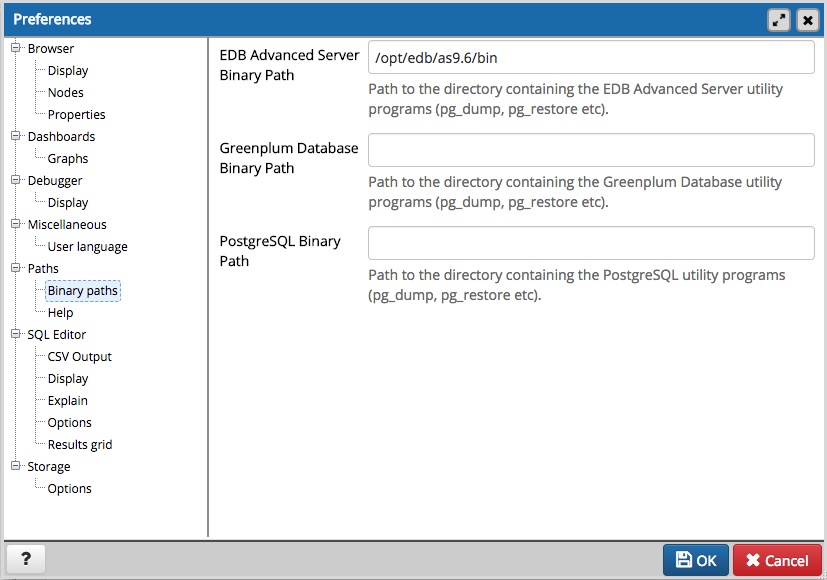 Preferences
Browser
Display
Nodes
Properties
Dashboards
Graphs
Debugger
Display
Miscellaneous
User language
Paths
Binary paths
Help
SQL Editor
CSV Output
Display
Explain
Options
Results grid
Storage
Options
EDB Advanced Server
Binary Path
/opt/edb/as9.6/bin
Path to the directory containing the EDB Advanced Server utility
programs (pg_dump, pg_restore etc).
Greenplum Database
Binary Path
Path to the directory containing the Greenplum Database utility
programs (pg_dump, pg_restore etc).
PostgreSQL Binary
Path
Path to the directory containing the PostgreSQL utility programs
(pg_dump, pg_restore etc).
?
OK
Cancel